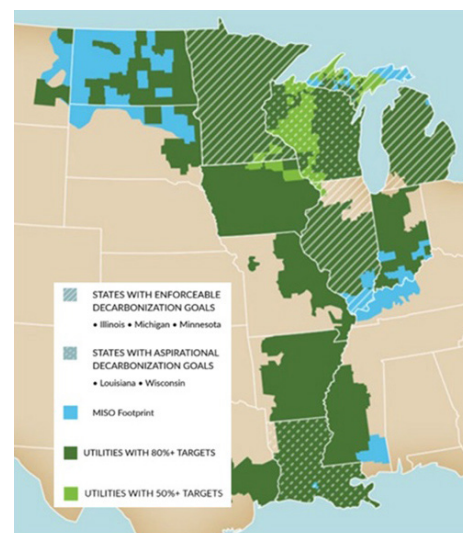 STATES WITH ENFORCEABLE
DECARBONIZATION GOALS
• Illinois • Michigan • Minnesota
STATES WITH ASPIRATIONAL
DECARBONIZATION GOALS
• Louisiana • Wisconsin
MISO Footprint
UTILITIES WITH 80%+ TARGETS
UTILITIES WITH 50%+ TARGETS